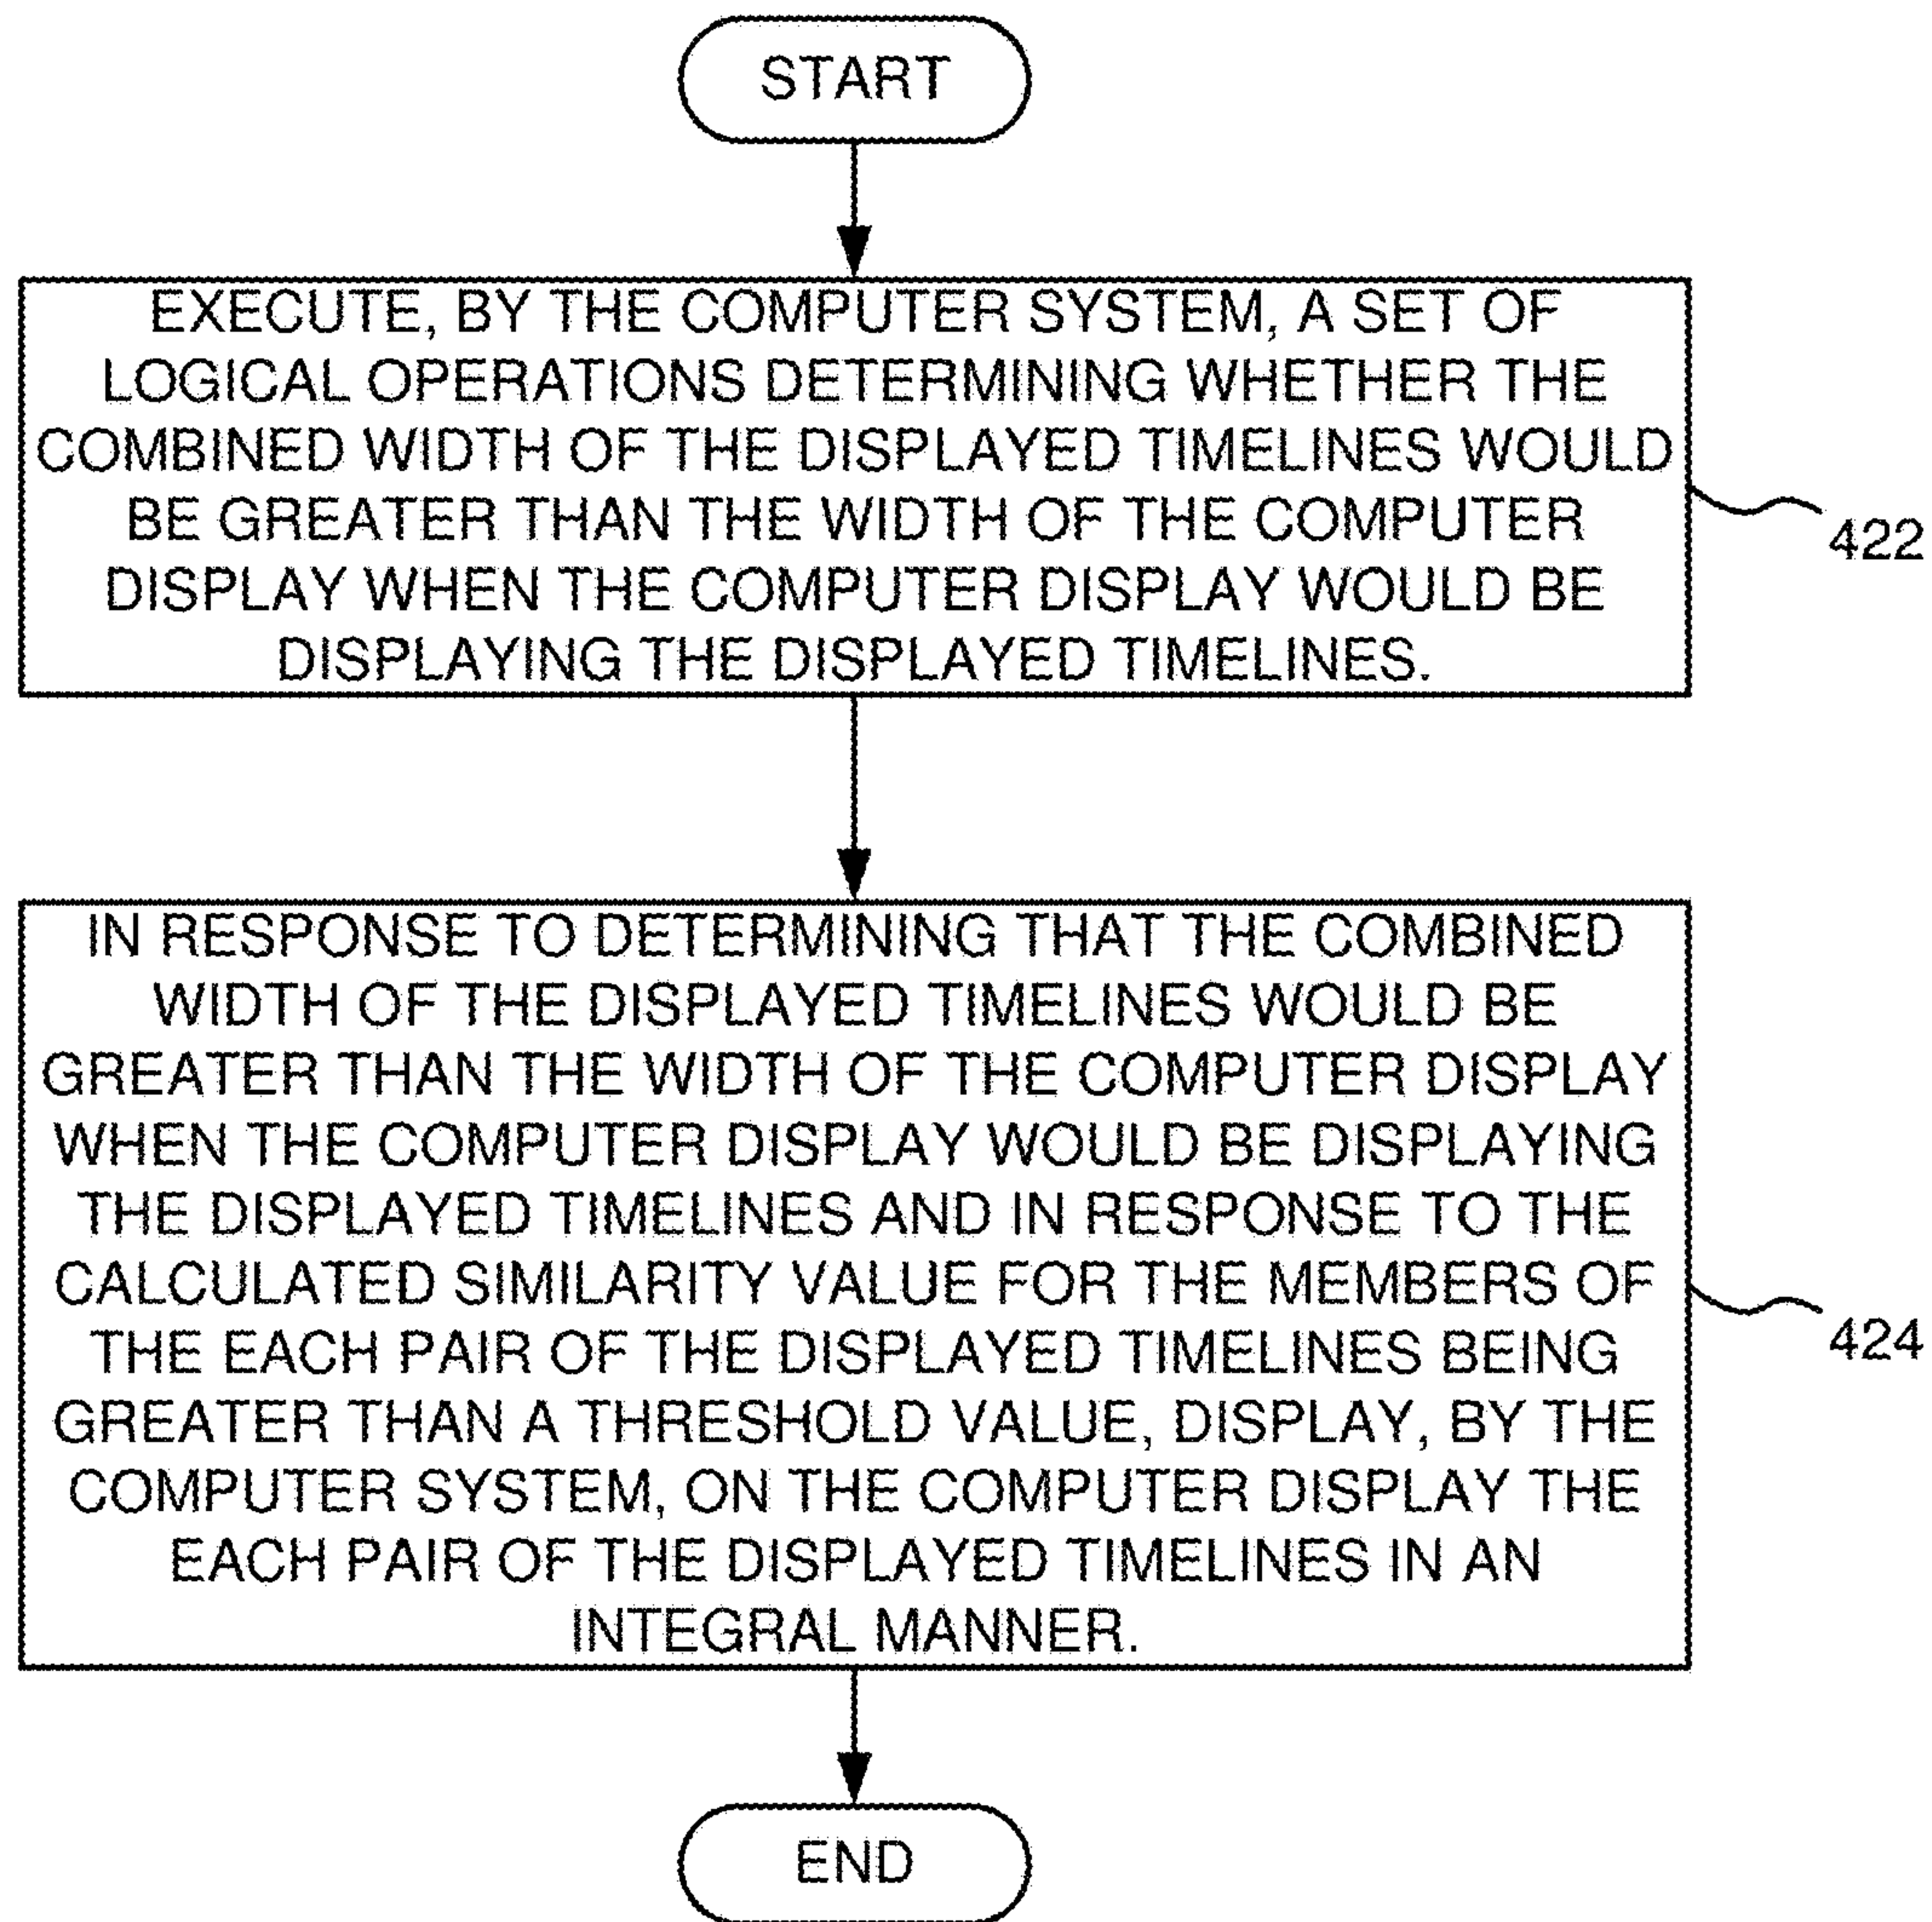 START
EXECUTE, BY THE COMPUTER SYSTEM, A SET OF
LOGICAL OPERATIONS DETERMINING WHETHER THE
COMBINED WIDTH OF THE DISPLAYED TIMELINES WOULD
BE GREATER THAN THE WIDTH OF THE COMPUTER
DISPLAY WHEN THE COMPUTER DISPLAY WOULD BE
DISPLAYING THE DISPLAYED TIMELINES.
422
IN RESPONSE TO DETERMINING THAT THE COMBINED
WIDTH OF THE DISPLAYED TIMELINES WOULD BE
GREATER THAN THE WIDTH OF THE COMPUTER DISPLAY
WHEN THE COMPUTER DISPLAY WOULD BE DISPLAYING
THE DISPLAYED TIMELINES AND IN RESPONSE TO THE
CALCULATED SIMILARITY VALUE FOR THE MEMBERS OF
THE EACH PAIR OF THE DISPLAYED TIMELINES BEING
GREATER THAN A THRESHOLD VALUE, DISPLAY, BY THE
COMPUTER SYSTEM, ON THE COMPUTER DISPLAY THE
EACH PAIR OF THE DISPLAYED TIMELINES IN AN
INTEGRAL MANNER.
424
END